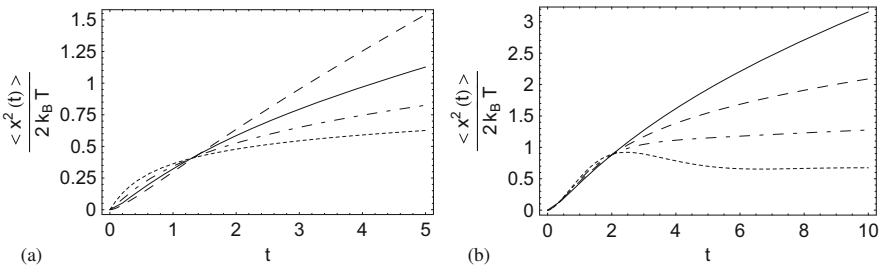 1.5
1.25
1
0.75
0.5
0.25
0
< x² (t) >
2 k_B T
0 1 2 3 4 5
(a)
t
3
2.5
2
1.5
1
0.5
0
< x² (t) >
2 k_B T
0 2 4 6 8 10
(b)
t